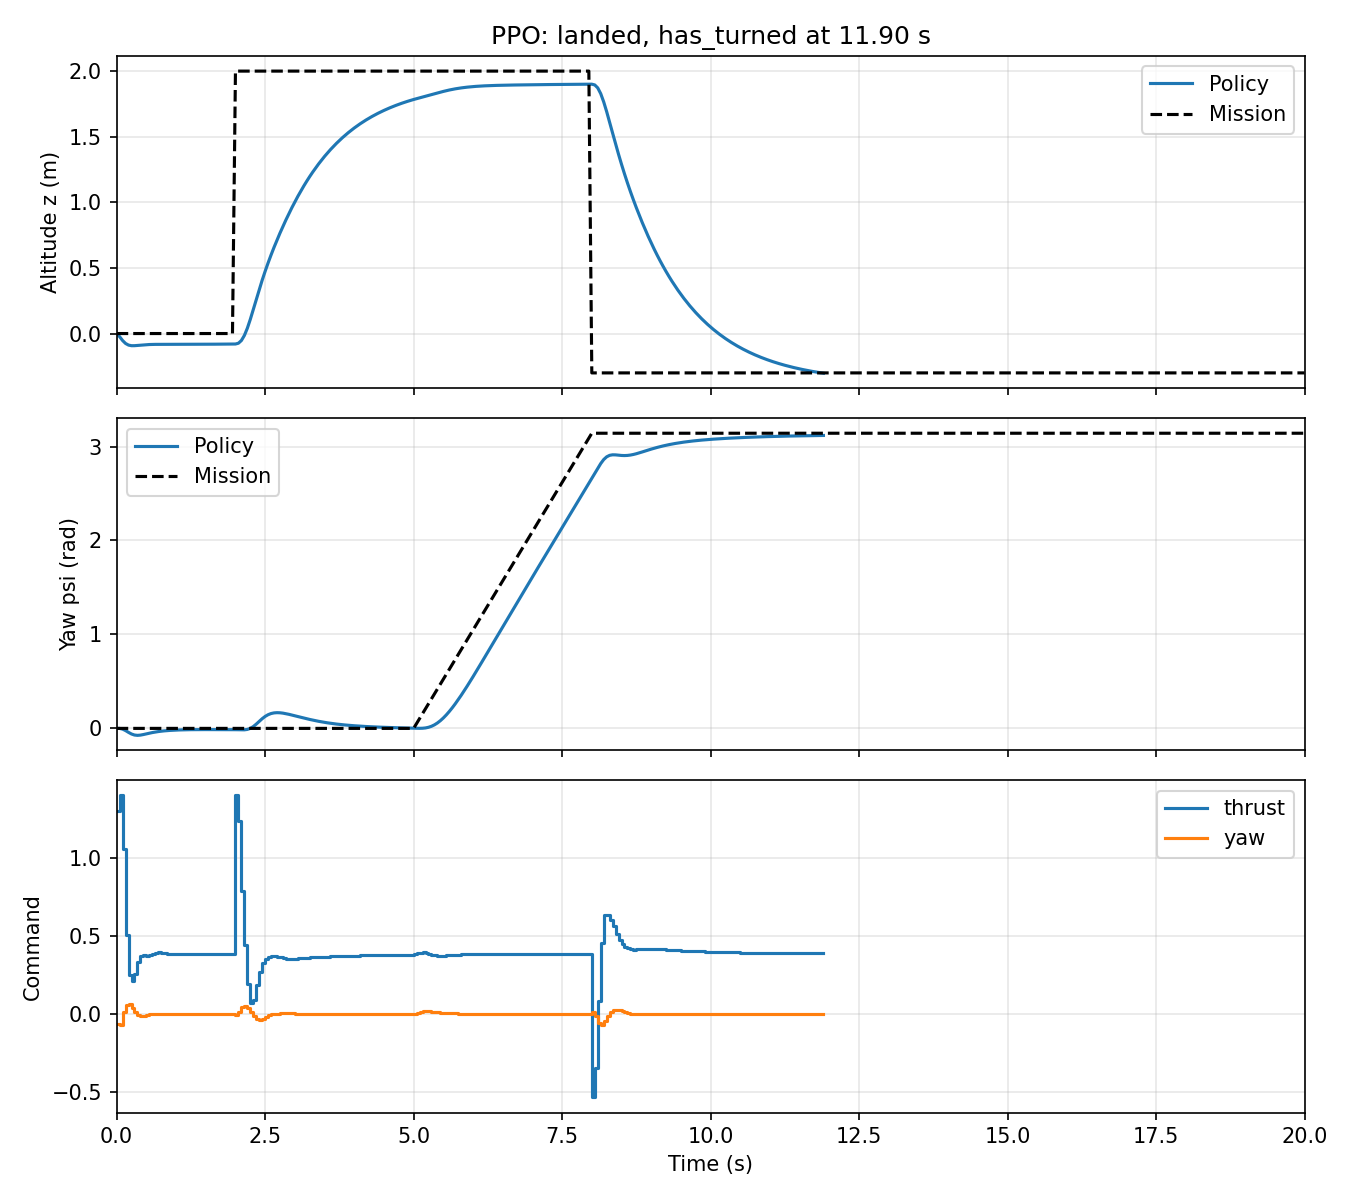 PPO: landed, has_turned at 11.90 s
Altitude z (m)
2.0
1.5
1.0
0.5
0.0
Policy
Mission
Yaw psi (rad)
3
2
1
0
Policy
Mission
Command
1.0
0.5
0.0
−0.5
thrust
yaw
0.0 2.5 5.0 7.5 10.0 12.5 15.0 17.5 20.0
Time (s)